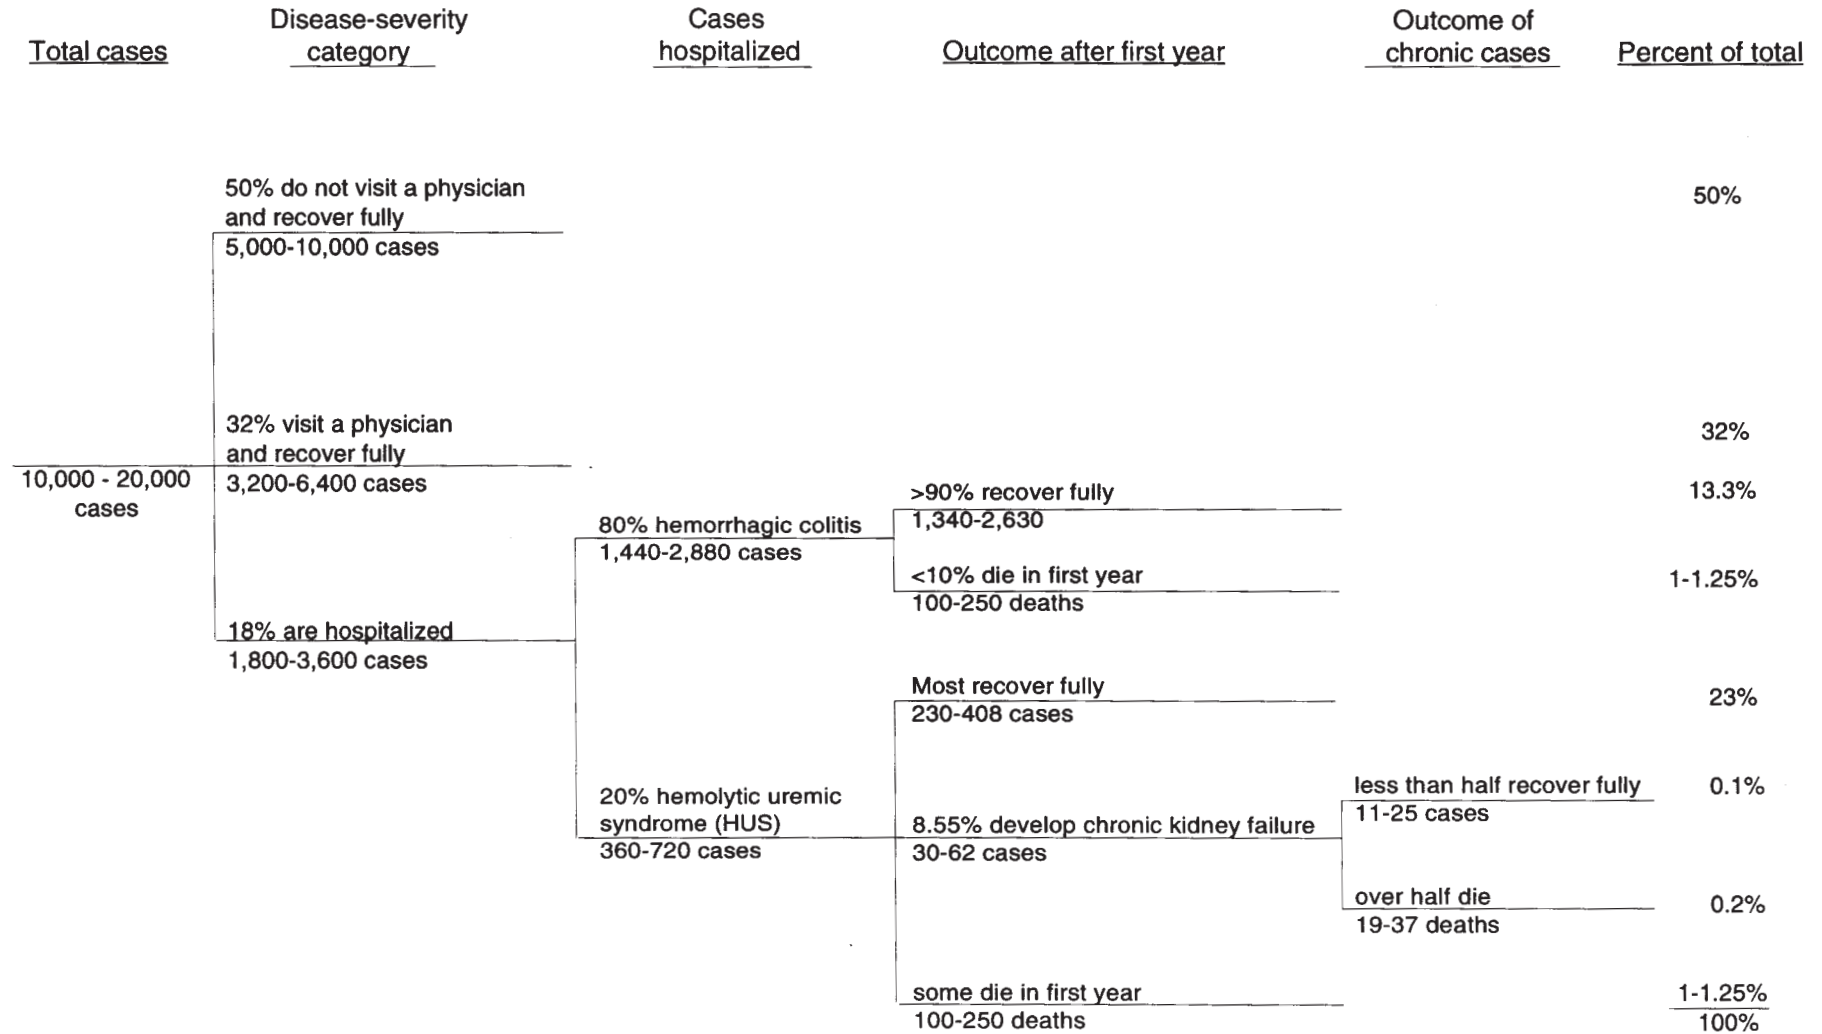 Total cases
Disease-severity
category
Cases
hospitalized
Outcome after first year
Outcome of
chronic cases
Percent of total
50% do not visit a physician
and recover fully
5,000-10,000 cases
50%
32% visit a physician
and recover fully
3,200-6,400 cases
32%
10,000 - 20,000
cases
>90% recover fully
1,340-2,630
13.3%
80% hemorrhagic colitis
1,440-2,880 cases
<10% die in first year
100-250 deaths
1-1.25%
18% are hospitalized
1,800-3,600 cases
Most recover fully
230-408 cases
23%
20% hemolytic uremic
syndrome (HUS)
360-720 cases
8.55% develop chronic kidney failure
30-62 cases
less than half recover fully
11-25 cases
0.1%
over half die
19-37 deaths
0.2%
some die in first year
100-250 deaths
1-1.25%
100%